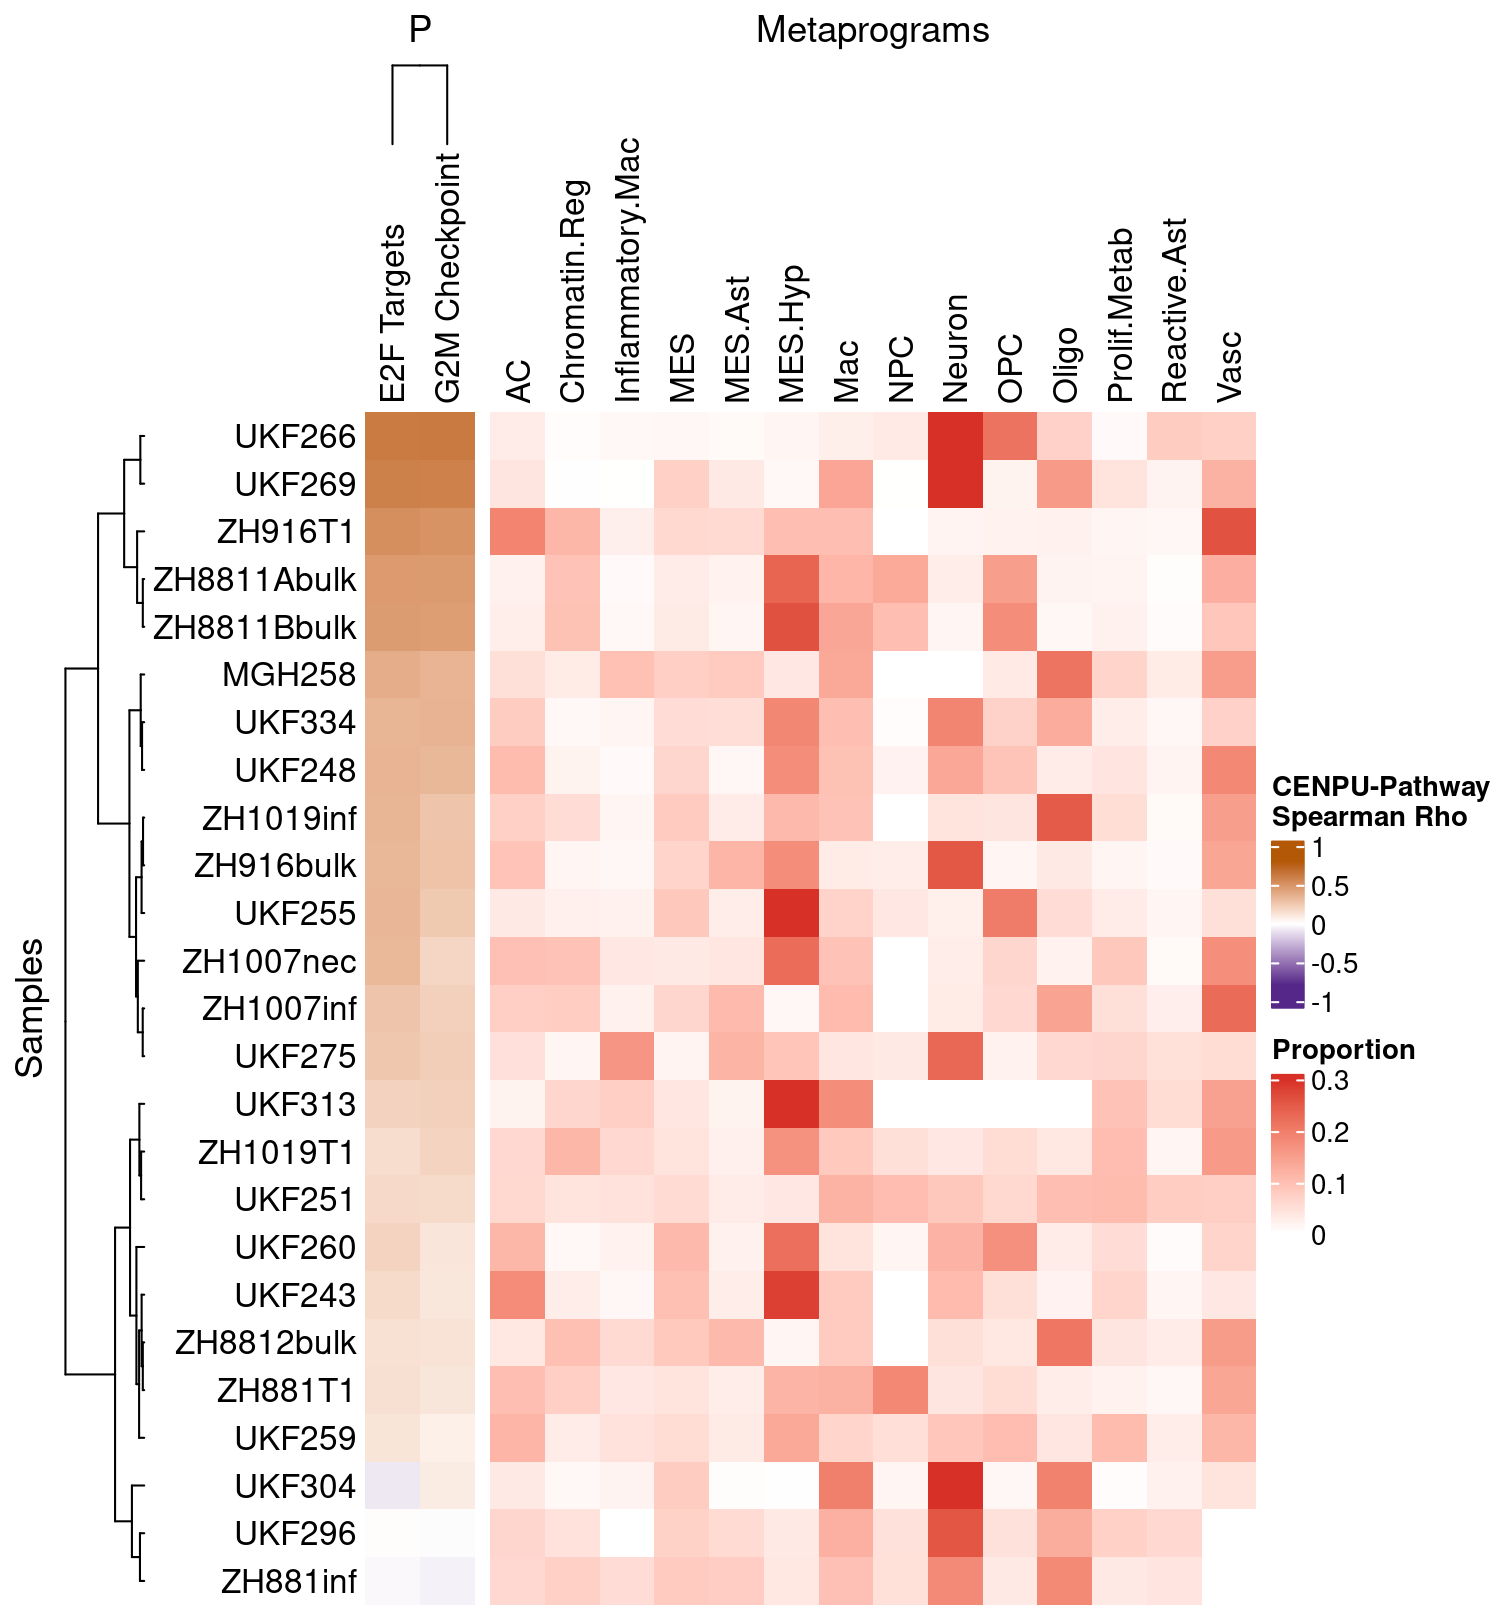 P
Metaprograms
E2F Targets
G2M Checkpoint
AC
Chromatin.Reg
Inflammatory.Mac
MES
MES.Ast
MES.Hyp
Mac
NPC
Neuron
OPC
Oligo
Prolif.Metab
Reactive.Ast
Vasc
Samples
UKF266
UKF269
ZH916T1
ZH8811Abulk
ZH8811Bbulk
MGH258
UKF334
UKF248
ZH1019inf
ZH916bulk
UKF255
ZH1007nec
ZH1007inf
UKF275
UKF313
ZH1019T1
UKF251
UKF260
UKF243
ZH8812bulk
ZH881T1
UKF259
UKF304
UKF296
ZH881inf
CENPU-Pathway
Spearman Rho
1
0.5
0
-0.5
-1
Proportion
0.3
0.2
0.1
0